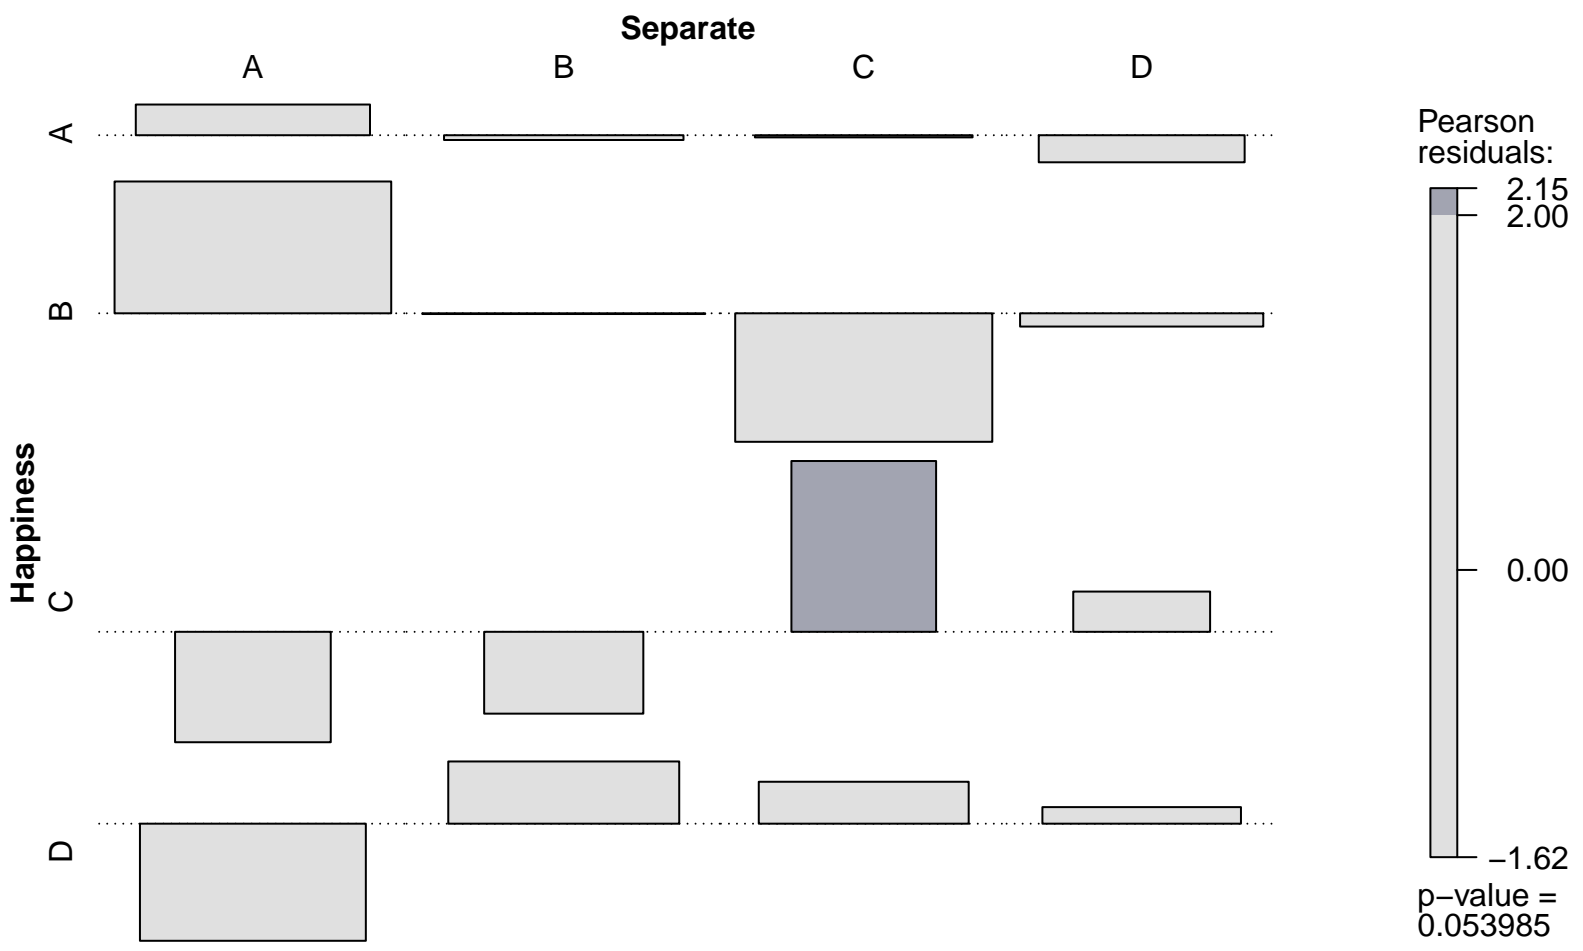 Separate
A B C D
A
B
C
D
Happiness
Pearson
residuals:
2.15
2.00
0.00
−1.62
p−value =
0.053985